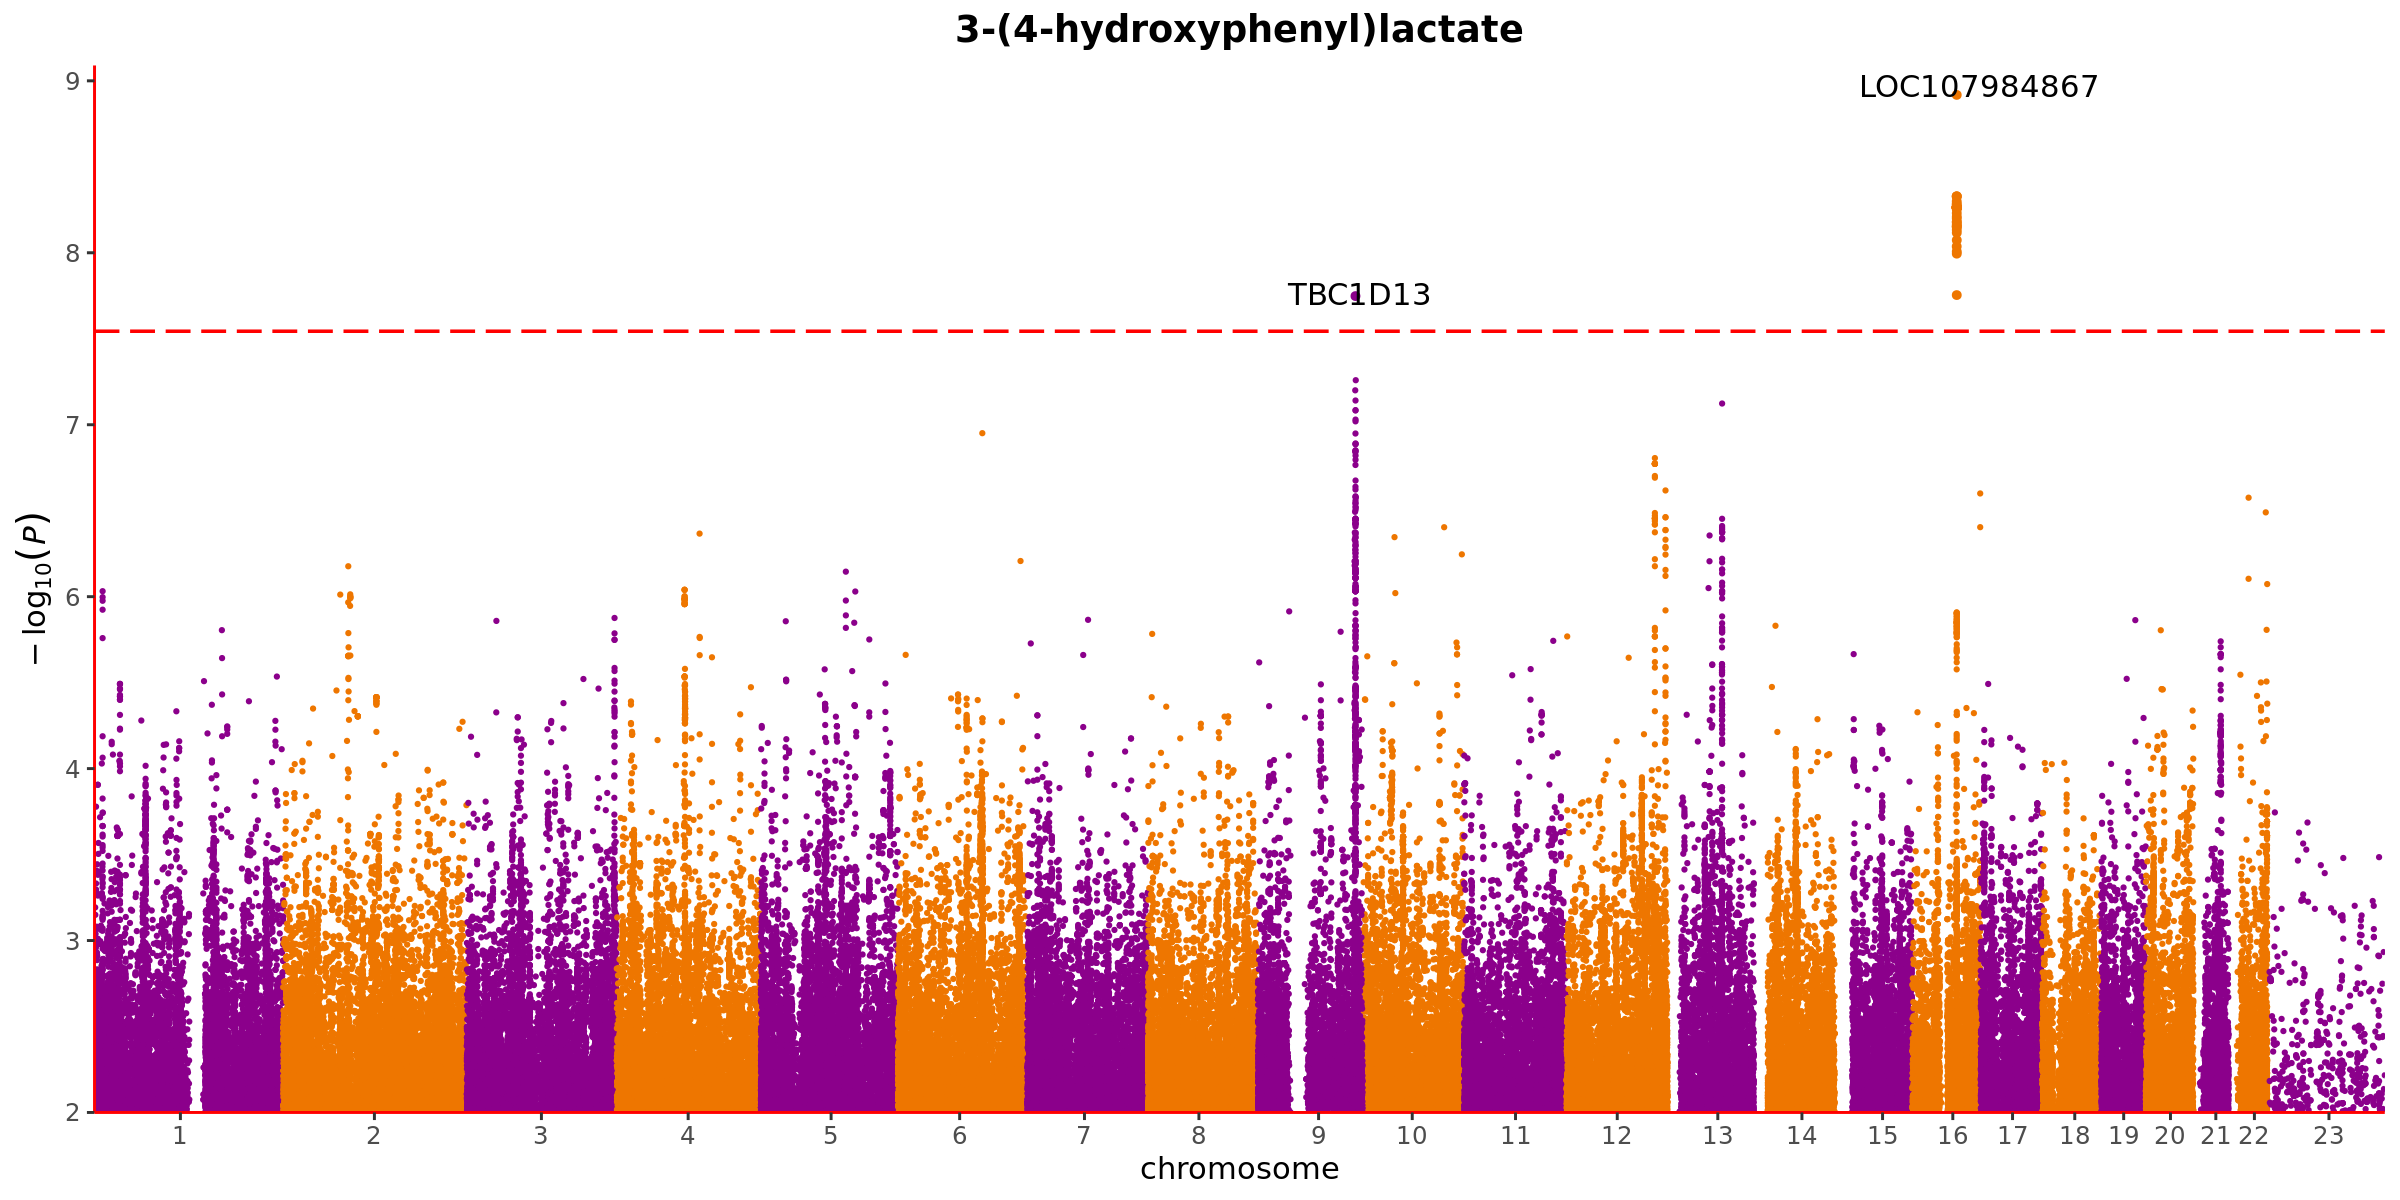 3-(4-hydroxyphenyl)lactate
9
LOC107984867
8
TBC1D13
7
6
5
4
3
2
− log10(P)
1 2 3 4 5 6 7 8 9 10 11 12 13 14 15 16 17 18 19 20 21 22 23
chromosome